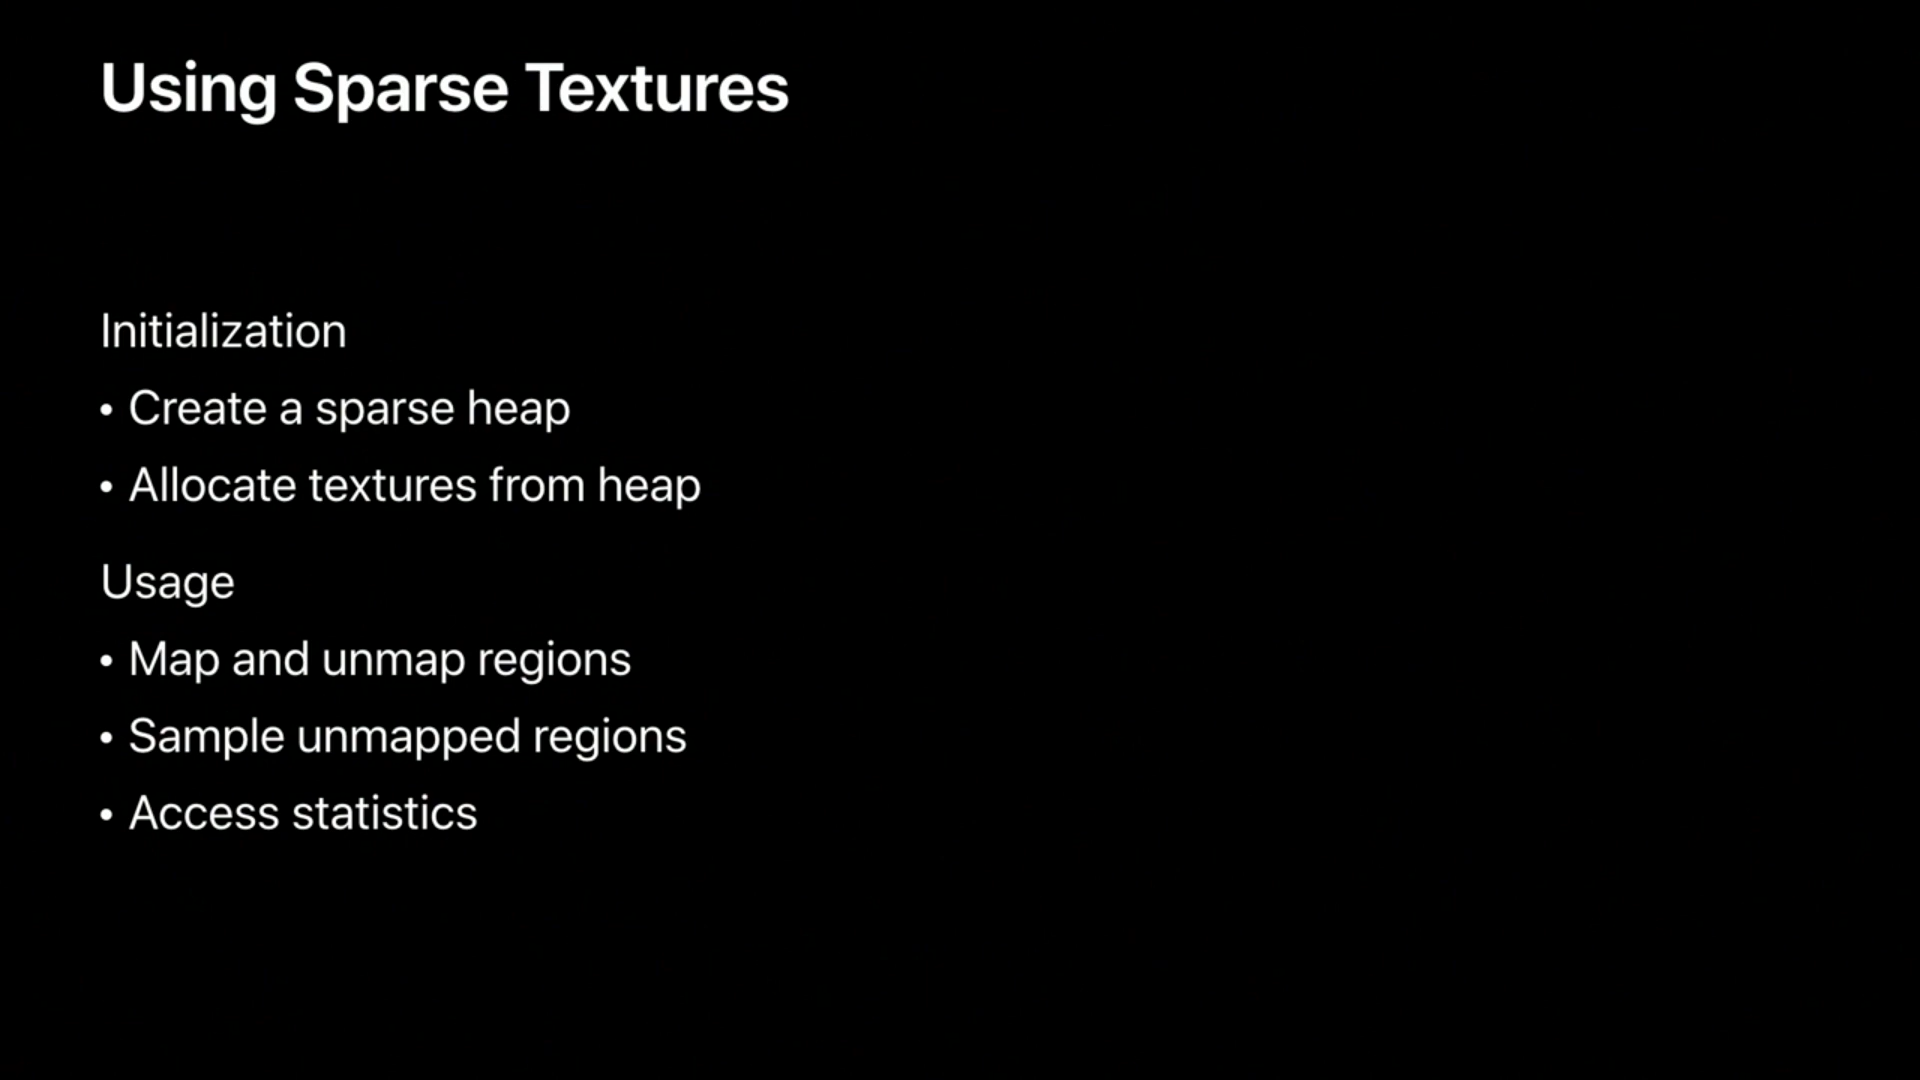 Using Sparse Textures
Initialization
• Create a sparse heap
• Allocate textures from heap
Usage
• Map and unmap regions
• Sample unmapped regions
• Access statistics